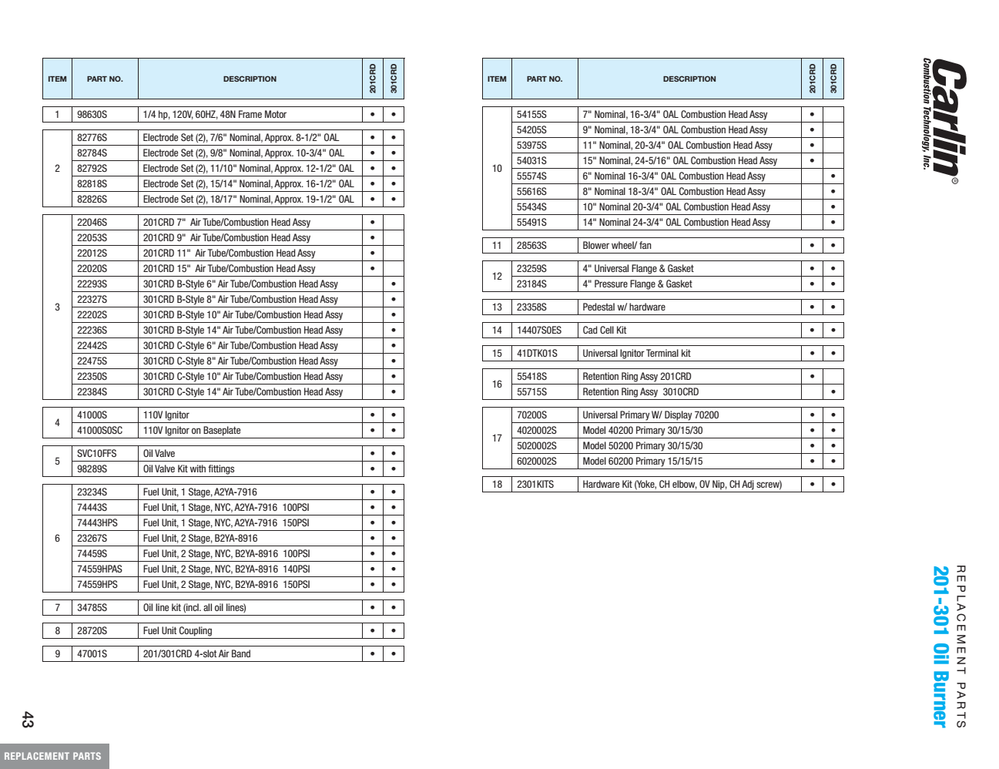 ITEM PART NO. DESCRIPTION 201CRD 301CRD
1 98630S 1/4 hp, 120V, 60HZ, 48N Frame Motor • •
2
82776S Electrode Set (2), 7/6" Nominal, Approx. 8-1/2" OAL • •
82784S Electrode Set (2), 9/8" Nominal, Approx. 10-3/4" OAL • •
82792S Electrode Set (2), 11/10" Nominal, Approx. 12-1/2" OAL • •
82818S Electrode Set (2), 15/14" Nominal, Approx. 16-1/2" OAL • •
82826S Electrode Set (2), 18/17" Nominal, Approx. 19-1/2" OAL • •
3
22046S 201CRD 7" Air Tube/Combustion Head Assy •
22053S 201CRD 9" Air Tube/Combustion Head Assy •
22012S 201CRD 11" Air Tube/Combustion Head Assy •
22020S 201CRD 15" Air Tube/Combustion Head Assy •
22293S 301CRD B-Style 6" Air Tube/Combustion Head Assy •
22327S 301CRD B-Style 8" Air Tube/Combustion Head Assy •
22202S 301CRD B-Style 10" Air Tube/Combustion Head Assy •
22236S 301CRD B-Style 14" Air Tube/Combustion Head Assy •
22442S 301CRD C-Style 6" Air Tube/Combustion Head Assy •
22475S 301CRD C-Style 8" Air Tube/Combustion Head Assy •
22350S 301CRD C-Style 10" Air Tube/Combustion Head Assy •
22384S 301CRD C-Style 14" Air Tube/Combustion Head Assy •
4
41000S 110V Ignitor • •
41000S0SC 110V Ignitor on Baseplate • •
5
SVC10FFS Oil Valve • •
98289S Oil Valve Kit with fittings • •
6
23234S Fuel Unit, 1 Stage, A2YA-7916 • •
74443S Fuel Unit, 1 Stage, NYC, A2YA-7916 100PSI • •
74443HPS Fuel Unit, 1 Stage, NYC, A2YA-7916 150PSI • •
23267S Fuel Unit, 2 Stage, B2YA-8916 • •
74459S Fuel Unit, 2 Stage, NYC, B2YA-8916 100PSI • •
74559HPAS Fuel Unit, 2 Stage, NYC, B2YA-8916 140PSI • •
74559HPS Fuel Unit, 2 Stage, NYC, B2YA-8916 150PSI • •
7 34785S Oil line kit (incl. all oil lines) • •
8 28720S Fuel Unit Coupling • •
9 47001S 201/301CRD 4-slot Air Band • •
ITEM PART NO. DESCRIPTION 201CRD 301CRD
10
54155S 7" Nominal, 16-3/4" OAL Combustion Head Assy •
54205S 9" Nominal, 18-3/4" OAL Combustion Head Assy •
53975S 11" Nominal, 20-3/4" OAL Combustion Head Assy •
54031S 15" Nominal, 24-5/16" OAL Combustion Head Assy •
55574S 6" Nominal 16-3/4" OAL Combustion Head Assy •
55616S 8" Nominal 18-3/4" OAL Combustion Head Assy •
55434S 10" Nominal 20-3/4" OAL Combustion Head Assy •
55491S 14" Nominal 24-3/4" OAL Combustion Head Assy •
11 28563S Blower wheel/ fan • •
12
23259S 4" Universal Flange & Gasket • •
23184S 4" Pressure Flange & Gasket • •
13 23358S Pedestal w/ hardware • •
14 14407S0ES Cad Cell Kit • •
15 41DTK01S Universal Ignitor Terminal kit • •
16
55418S Retention Ring Assy 201CRD •
55715S Retention Ring Assy 3010CRD •
17
70200S Universal Primary W/ Display 70200 • •
4020002S Model 40200 Primary 30/15/30 • •
5020002S Model 50200 Primary 30/15/30 • •
6020002S Model 60200 Primary 15/15/15 • •
18 2301KITS Hardware Kit (Yoke, CH elbow, OV Nip, CH Adj screw) • •
Carlin®
Combustion Technology, Inc.
REPLACEMENT PARTS
201-301 Oil Burner
43
REPLACEMENT PARTS